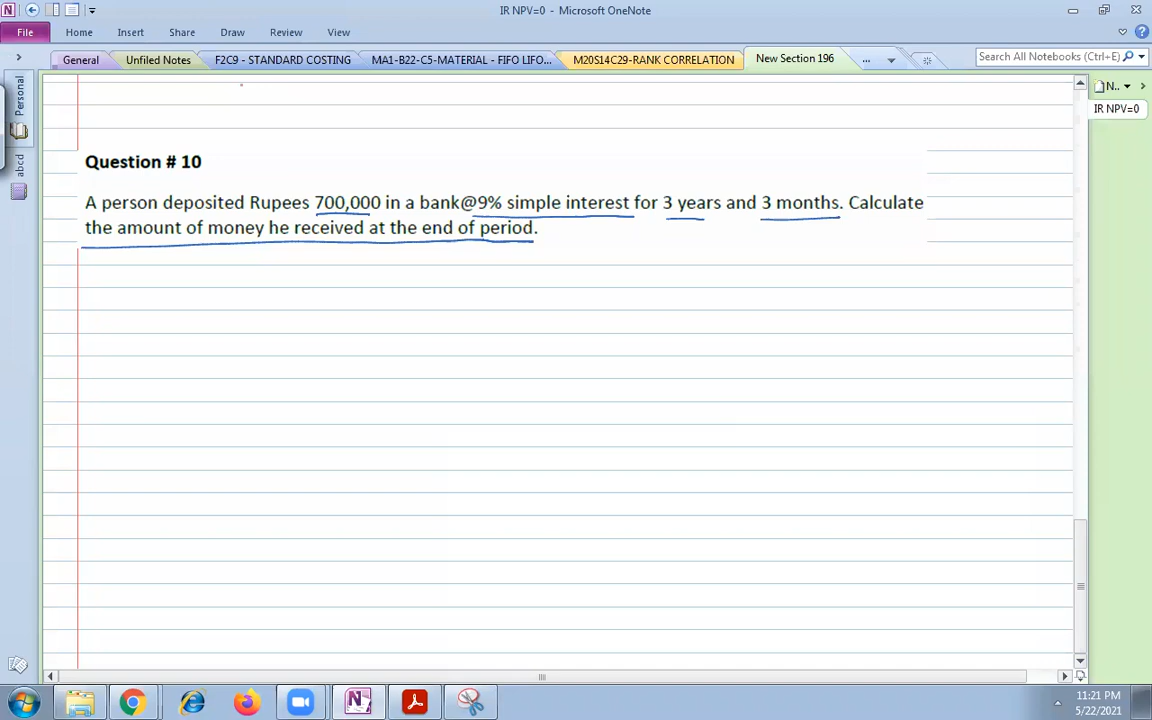 IR NPV=0 - Microsoft OneNote
File Home Insert Share Draw Review View
General Unfiled Notes F2C9 - STANDARD COSTING MA1-B22-C5-MATERIAL - FIFO LIFO... M20S14C29-RANK CORRELATION New Section 196 ... Search All Notebooks (Ctrl+E)
Personal
abcd
N..
IR NPV=0
Question # 10
A person deposited Rupees 700,000 in a bank@9% simple interest for 3 years and 3 months. Calculate
the amount of money he received at the end of period.
11:21 PM
5/22/2021